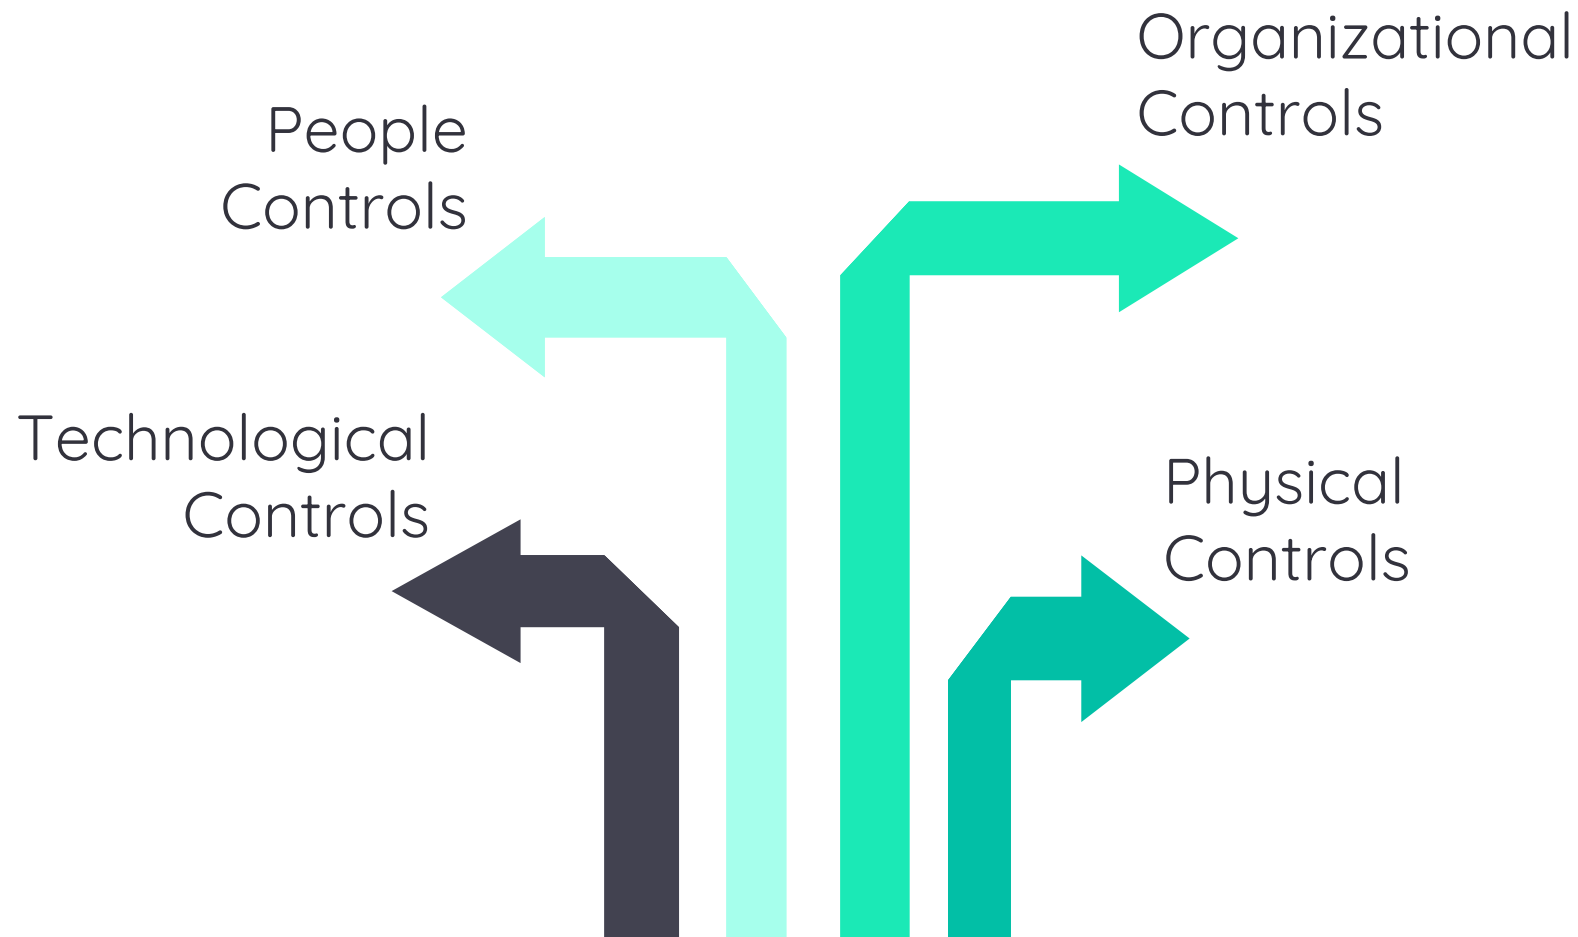 Organizational
Controls
People
Controls
Technological
Controls
Physical
Controls